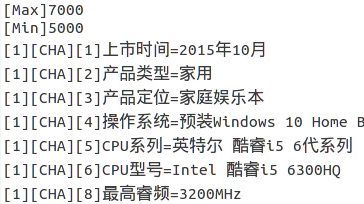 [Max]7000
[Min]5000
[1][CHA][1]上市时间=2015年10月
[1][CHA][2]产品类型=家用
[1][CHA][3]产品定位=家庭娱乐本
[1][CHA][4]操作系统=预装Windows 10 Home B
[1][CHA][5]CPU系列=英特尔 酷睿i5 6代系列
[1][CHA][6]CPU型号=Intel 酷睿i5 6300HQ
[1][CHA][8]最高睿频=3200MHz